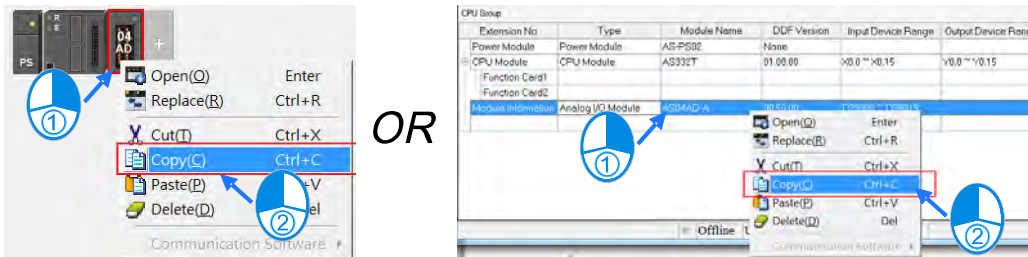 R
E
04
AD
PS
Open(O) Enter
Replace(R) Ctrl+R
Cut(T) Ctrl+X
Copy(C) Ctrl+C
Paste(P) +V
Delete(D) el
Communication Software
①
②
OR
CPU Group
Extension No. Type Module Name DDF Version Input Device Range Output Device Ran
Power Module Power Module AS-PS02 None
CPU Module CPU Module AS332T 01.00.00 X0.0 ~ X0.15 Y0.0 ~ Y0.15
Function Card1
Function Card2
Module Information Analog I/O Module AS04AD-A
Open(O) Enter
Replace(R) Ctrl+R
Cut(T) Ctrl+X
Copy(C) Ctrl+C
Paste(P) Ctrl+V
Delete(D) Del
Communication Software
Offline
①
②